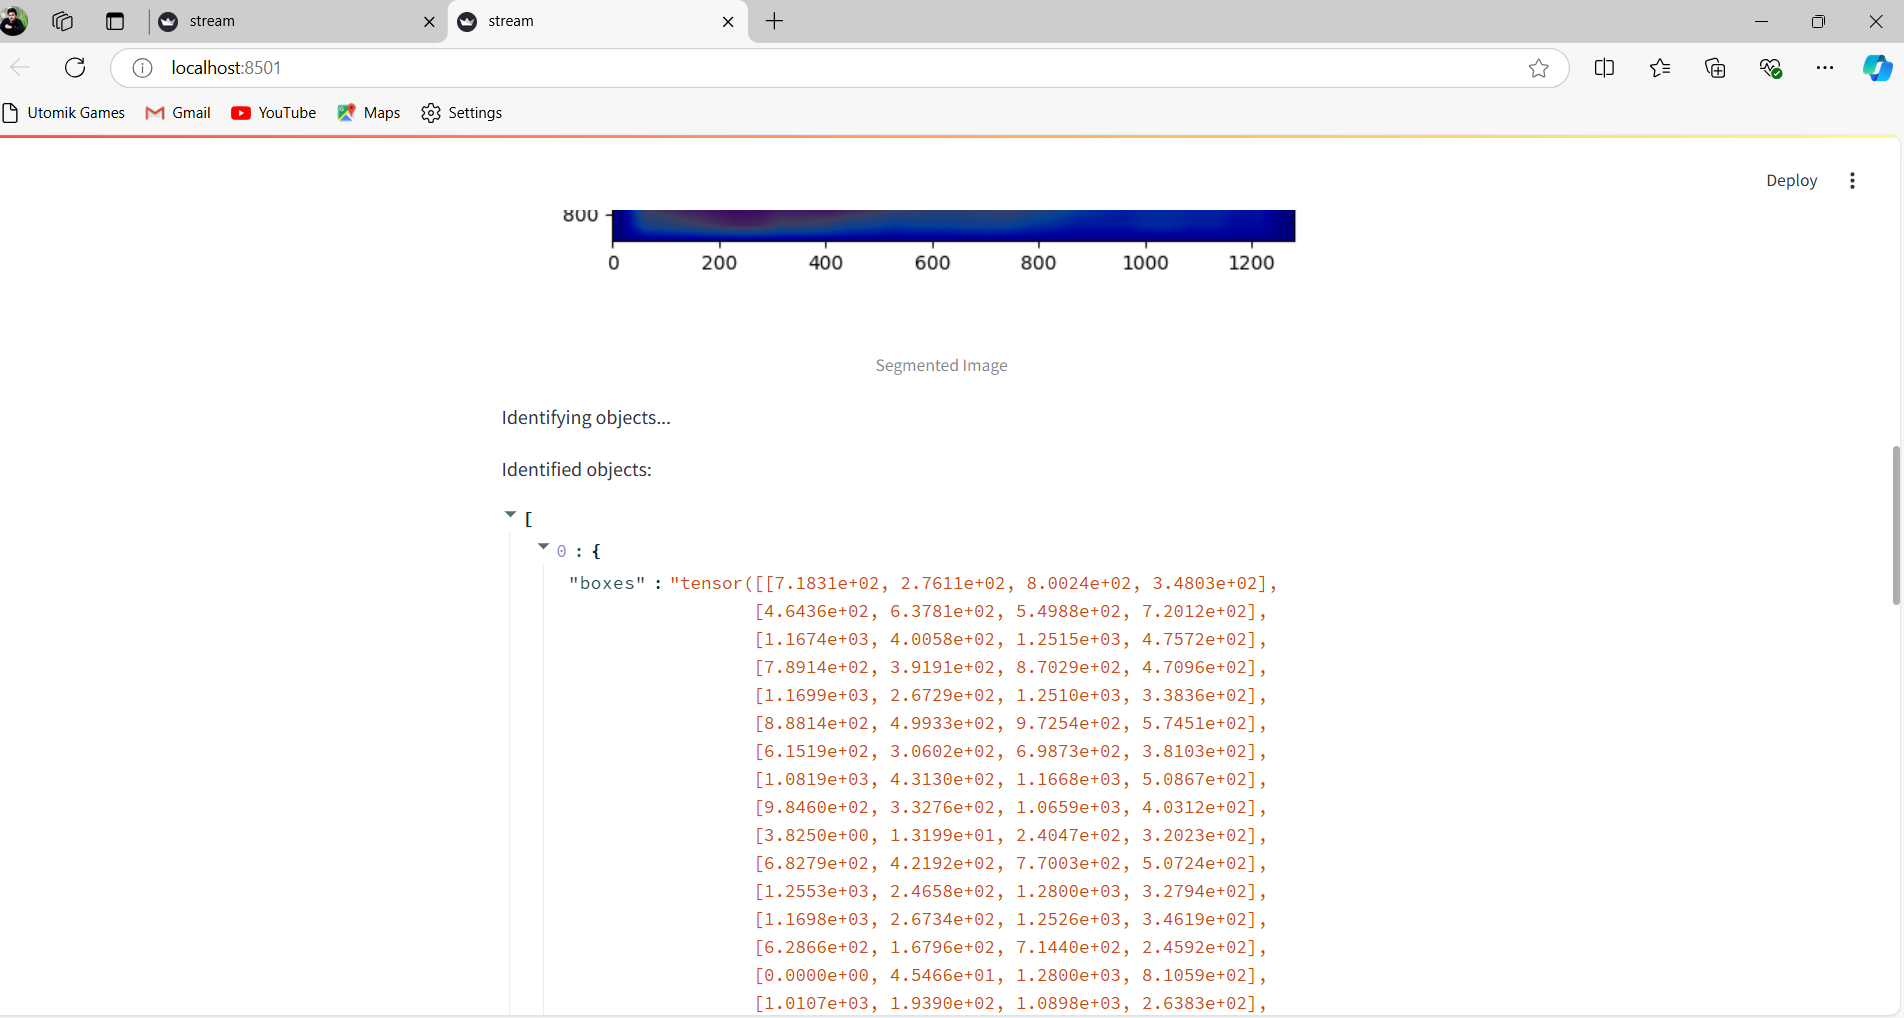 stream
stream
localhost:8501
Utomik Games
Gmail
YouTube
Maps
Settings
Deploy
800
0 200 400 600 800 1000 1200
Segmented Image
Identifying objects...
Identified objects:
[
0 : {
"boxes" : "tensor([[7.1831e+02, 2.7611e+02, 8.0024e+02, 3.4803e+02],
[4.6436e+02, 6.3781e+02, 5.4988e+02, 7.2012e+02],
[1.1674e+03, 4.0058e+02, 1.2515e+03, 4.7572e+02],
[7.8914e+02, 3.9191e+02, 8.7029e+02, 4.7096e+02],
[1.1699e+03, 2.6729e+02, 1.2510e+03, 3.3836e+02],
[8.8814e+02, 4.9933e+02, 9.7254e+02, 5.7451e+02],
[6.1519e+02, 3.0602e+02, 6.9873e+02, 3.8103e+02],
[1.0819e+03, 4.3130e+02, 1.1668e+03, 5.0867e+02],
[9.8460e+02, 3.3276e+02, 1.0659e+03, 4.0312e+02],
[3.8250e+00, 1.3199e+01, 2.4047e+02, 3.2023e+02],
[6.8279e+02, 4.2192e+02, 7.7003e+02, 5.0724e+02],
[1.2553e+03, 2.4658e+02, 1.2800e+03, 3.2794e+02],
[1.1698e+03, 2.6734e+02, 1.2526e+03, 3.4619e+02],
[6.2866e+02, 1.6796e+02, 7.1440e+02, 2.4592e+02],
[0.0000e+00, 4.5466e+01, 1.2800e+03, 8.1059e+02],
[1.0107e+03, 1.9390e+02, 1.0898e+03, 2.6383e+02],